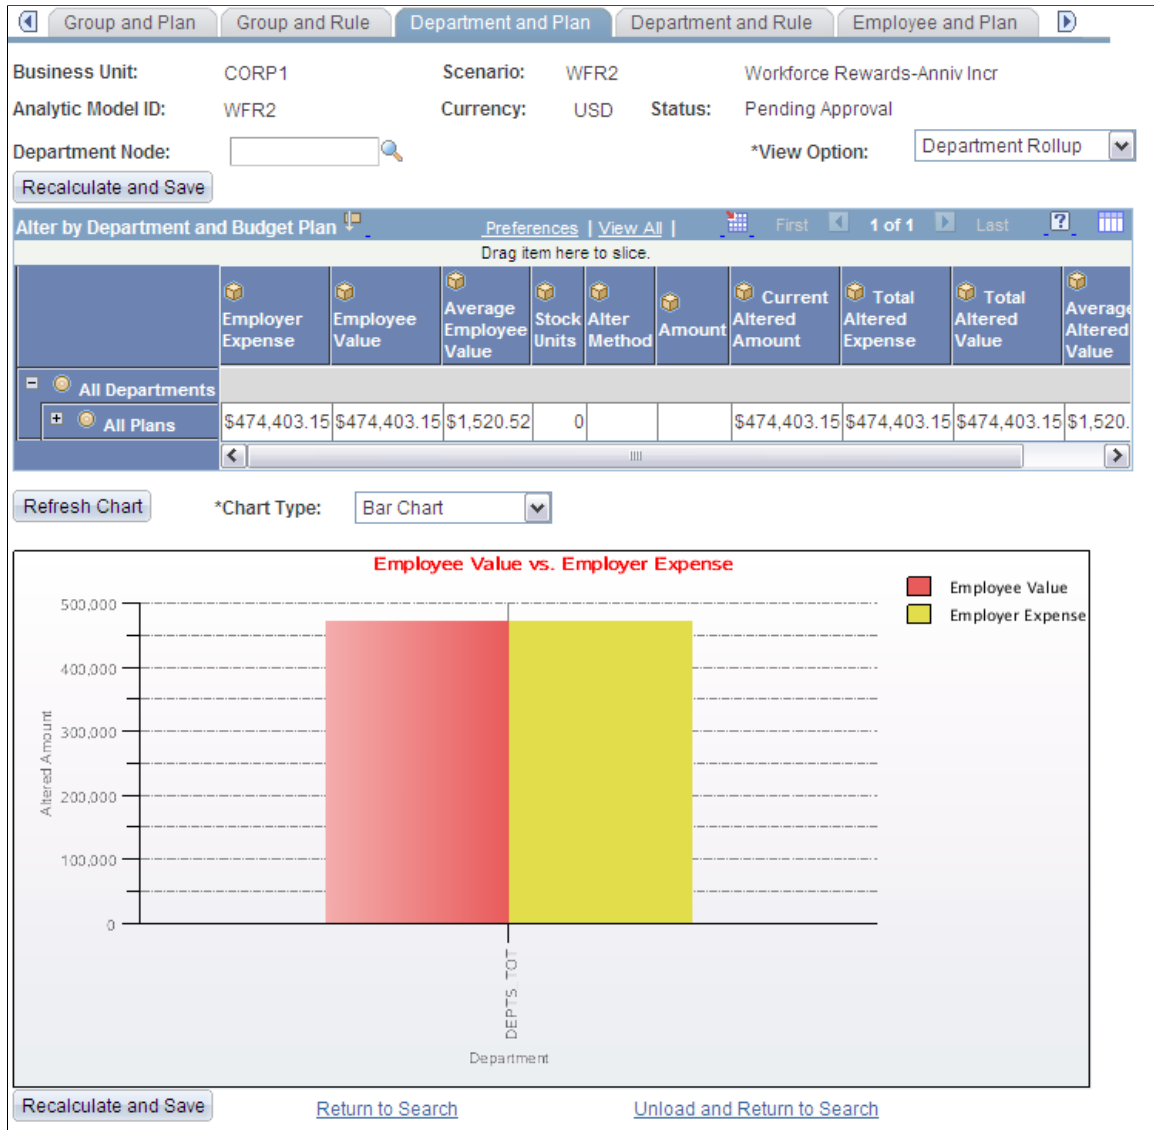 Group and Plan Group and Rule Department and Plan Department and Rule Employee and Plan
Business Unit: CORP1 Scenario: WFR2 Workforce Rewards-Anniv Incr
Analytic Model ID: WFR2 Currency: USD Status: Pending Approval
Department Node: *View Option: Department Rollup
Recalculate and Save
Alter by Department and Budget Plan Preferences | View All | First 1 of 1 Last ?
Drag item here to slice.
Employer Expense Employee Value Average Employee Value Stock Units Alter Method Amount Current Altered Amount Total Altered Expense Total Altered Value Average Altered Value
All Departments
All Plans $474,403.15 $474,403.15 $1,520.52 0 $474,403.15 $474,403.15 $474,403.15 $1,520.
Refresh Chart *Chart Type: Bar Chart
Employee Value vs. Employer Expense
Employee Value
Employer Expense
500,000
400,000
300,000
200,000
100,000
0
Altered Amount
DEPTS TOT
Department
Recalculate and Save Return to Search Unload and Return to Search